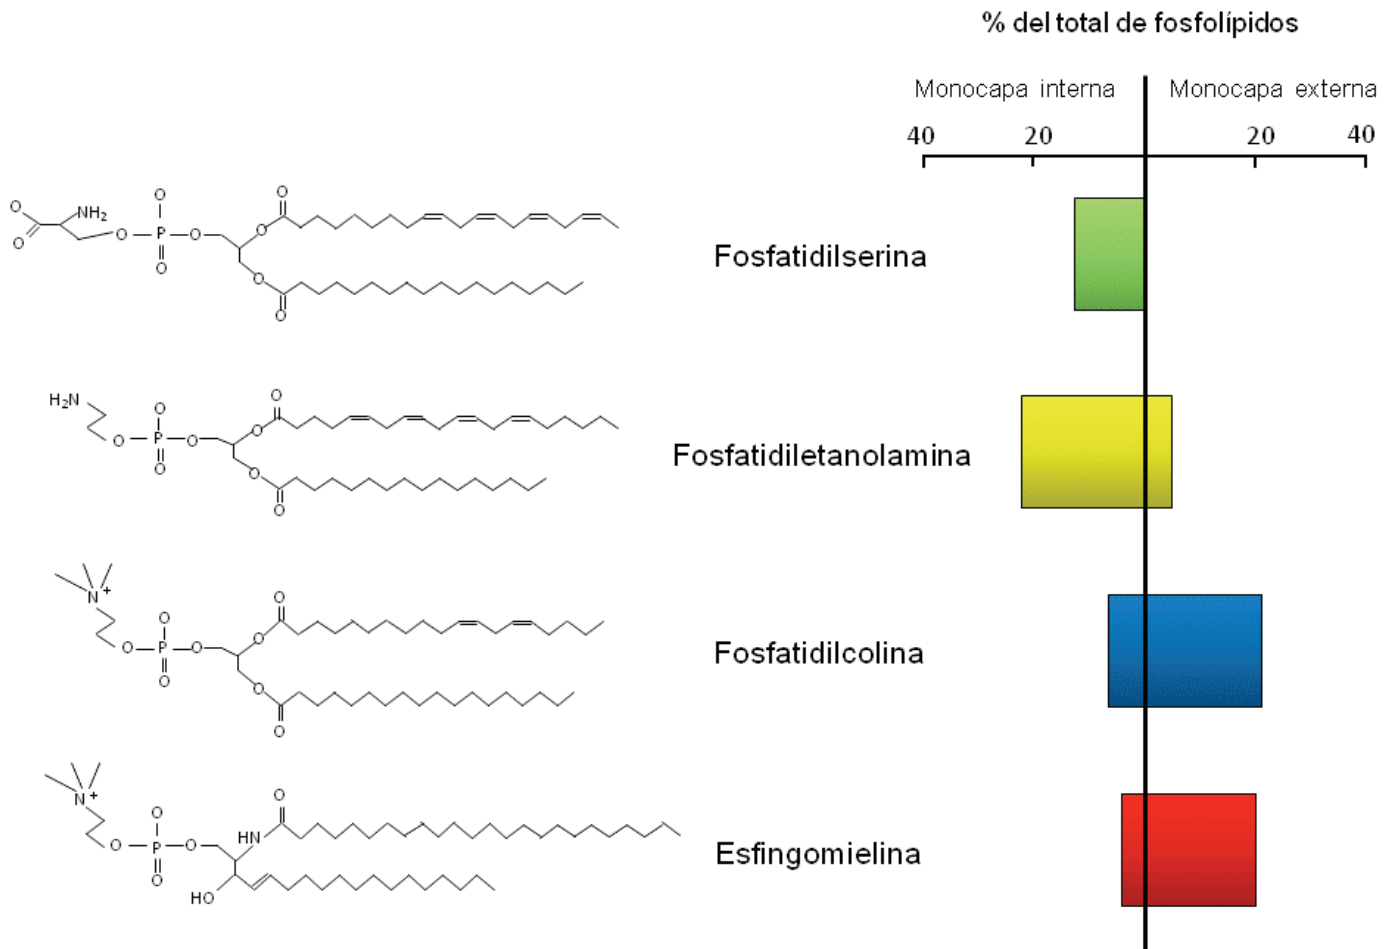 % del total de fosfolípidos
Monocapa interna Monocapa externa
40 20 20 40
O NH₂ O O
O O P O O
O O
O
Fosfatidilserina
H₂N O O
O P O O
O O
O
Fosfatidiletanolamina
N⁺ O O
O P O O
O O
O
Fosfatidilcolina
N⁺ O O
O P O HN
O
HO
Esfingomielina